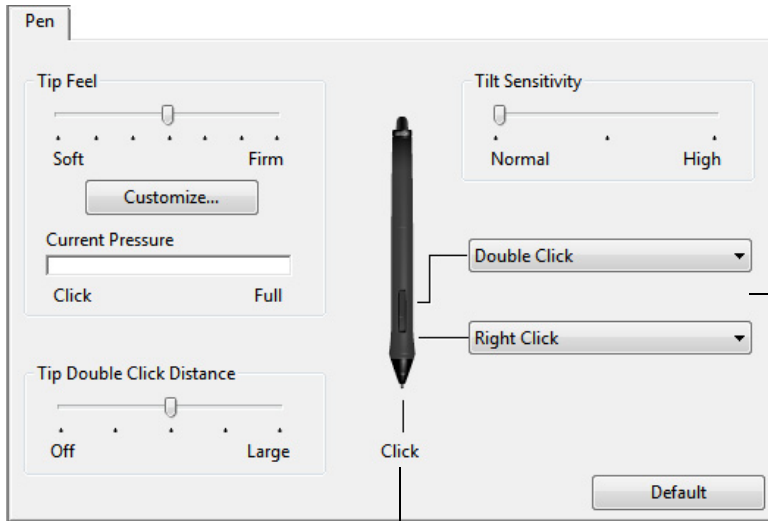 Pen
Tip Feel
Soft Firm
Customize...
Current Pressure
Click Full
Tip Double Click Distance
Off Large
Click
Tilt Sensitivity
Normal High
Double Click
Right Click
Default